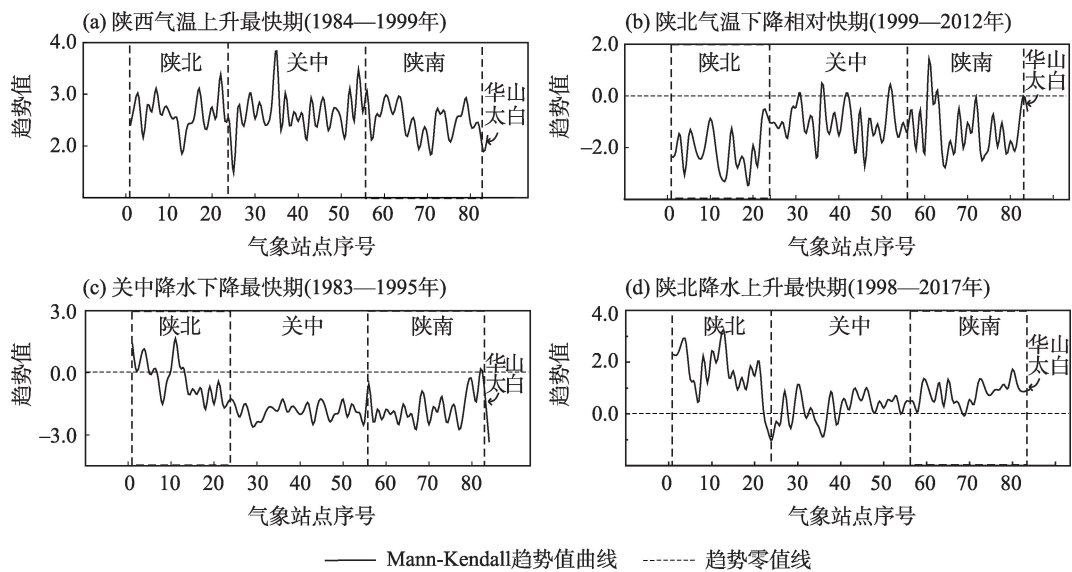 (a) 陕西气温上升最快期(1984—1999年)
4.0
3.0
2.0
趋势值
陕北
关中
陕南
华山
太白
0 10 20 30 40 50 60 70 80
气象站点序号
(b) 陕北气温下降相对快期(1999—2012年)
2.0
0.0
−2.0
趋势值
陕北
关中
陕南
华山
太白
0 10 20 30 40 50 60 70 80
气象站点序号
(c) 关中降水下降最快期(1983—1995年)
3.0
0.0
−3.0
趋势值
陕北
关中
陕南
华山
太白
0 10 20 30 40 50 60 70 80
气象站点序号
(d) 陕北降水上升最快期(1998—2017年)
4.0
2.0
0.0
趋势值
陕北
关中
陕南
华山
太白
0 10 20 30 40 50 60 70 80
气象站点序号
Mann-Kendall趋势值曲线
趋势零值线